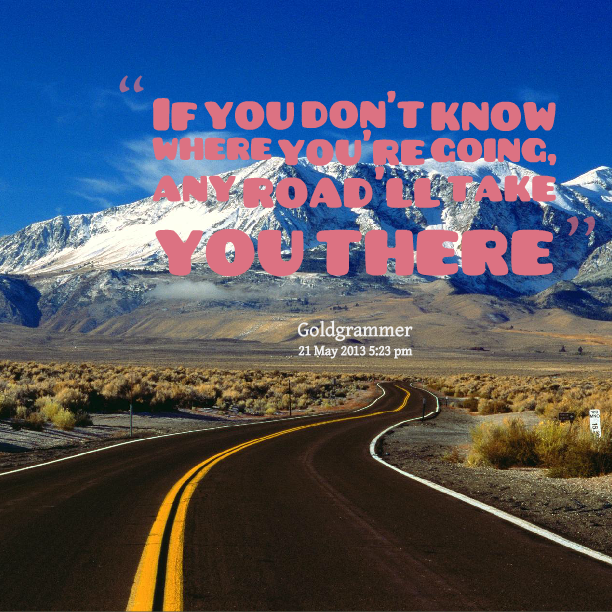 “ IF YOU DON'T KNOW
WHERE YOU'RE GOING,
ANY ROAD'LL TAKE
YOU THERE ”
Goldgrammer
21 May 2013 5:23 pm